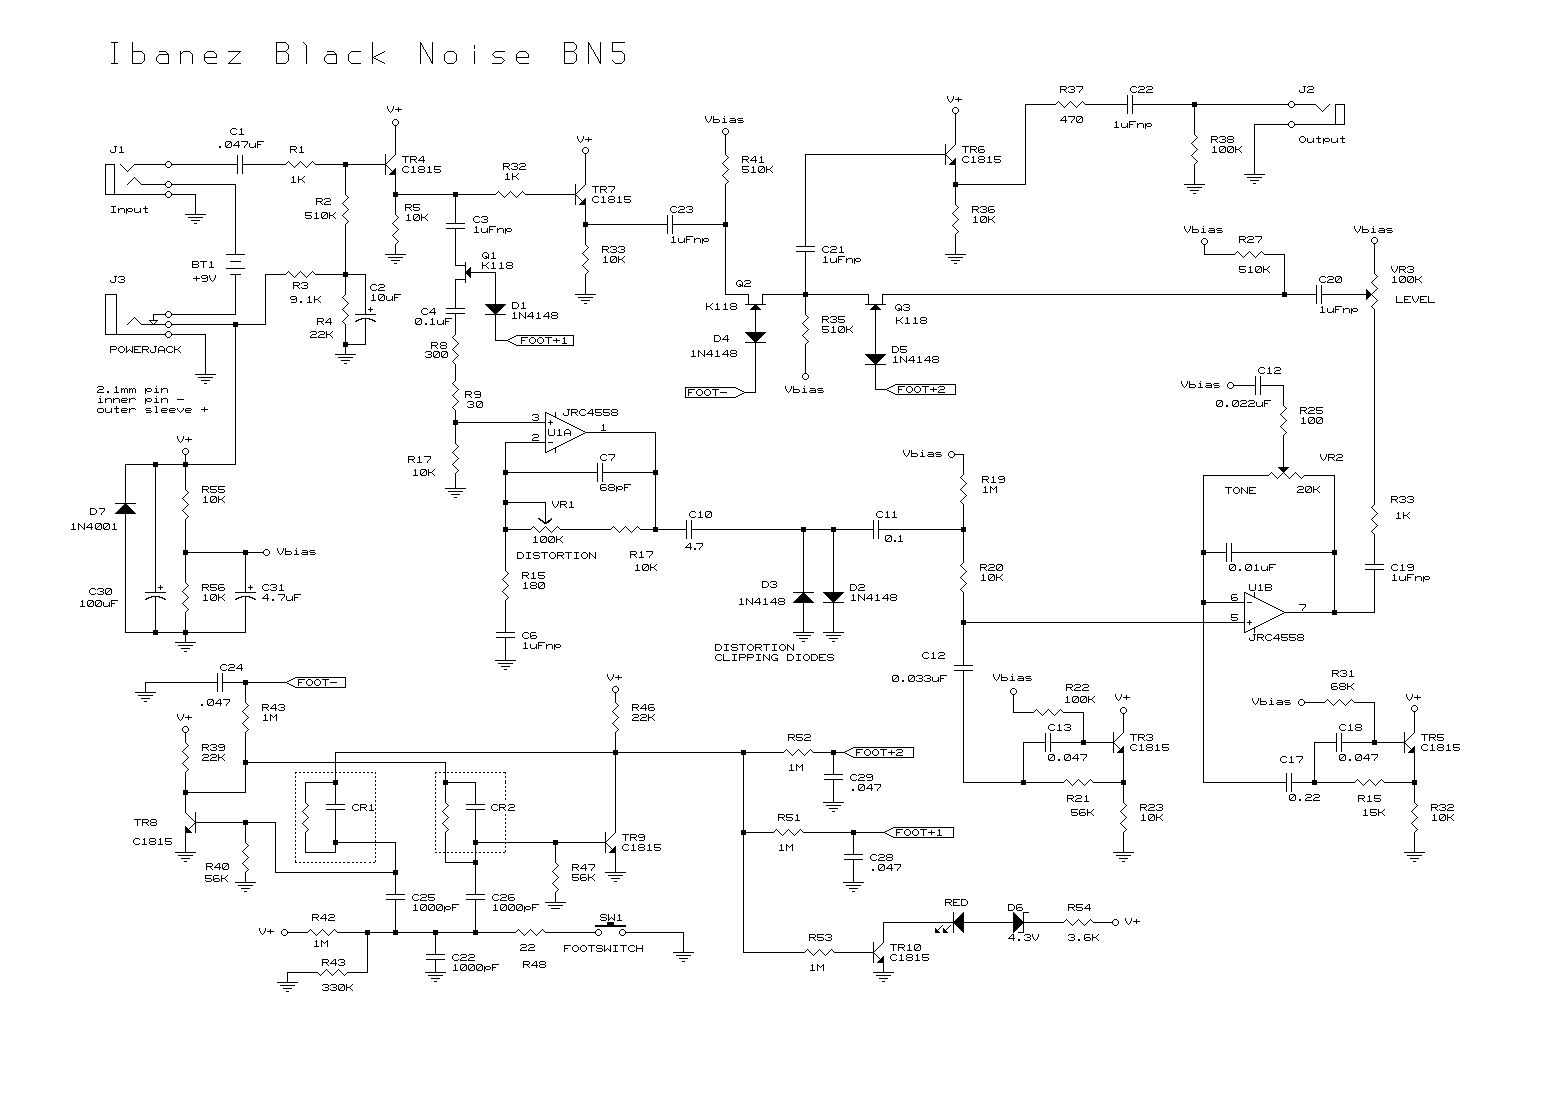 Ibanez Black Noise BN5
J1
Input
C1
.047uF
R1
1K
R2
510K
V+
TR4
C1815
R5
10K
R32
1K
V+
TR7
C1815
R33
10K
C3
1uFnp
Q1
K118
C4
0.1uF
D1
1N4148
FOOT+1
R8
300
R9
30
R17
10K
BT1
+9V
J3
POWERJACK
R3
9.1K
C2
10uF
+
R4
22K
2.1mm pin
inner pin -
outer sleeve +
C23
1uFnp
Vbias
R41
510K
Q2
K118
D4
1N4148
FOOT-
C21
1uFnp
R35
510K
Vbias
Q3
K118
D5
1N4148
FOOT+2
V+
TR6
C1815
R36
10K
R37
470
C22
1uFnp
R38
100K
J2
Output
Vbias
R27
510K
C20
1uFnp
Vbias
VR3
100K
LEVEL
Vbias
C12
0.022uF
R25
100
VR2
TONE
20K
R33
1K
C19
1uFnp
0.01uF
U1B
6
-
5
+
7
JRC4558
JRC4558
3
+
U1A
1
2
-
C7
68pF
VR1
100K
DISTORTION
R17
10K
R15
180
C6
1uFnp
C10
4.7
D3
1N4148
D2
1N4148
DISTORTION
CLIPPING DIODES
C11
0.1
Vbias
R19
1M
R20
10K
C12
0.033uF
V+
D7
1N4001
R55
10K
Vbias
C30
100uF
+
R56
10K
+
C31
4.7uF
Vbias
R22
100K
C13
0.047
V+
TR3
C1815
R21
56K
R23
10K
C17
0.22
Vbias
R31
68K
C18
0.047
V+
TR5
C1815
R15
15K
R32
10K
C24
.047
FOOT-
R43
1M
V+
R39
22K
TR8
C1815
R40
56K
CR1
CR2
C25
1000pF
C26
1000pF
V+
R46
22K
TR9
C1815
R47
56K
V+
R42
1M
R43
330K
C22
1000pF
22
R48
SW1
FOOTSWITCH
R52
1M
FOOT+2
C29
.047
R51
1M
FOOT+1
C28
.047
R53
1M
TR10
C1815
RED
D6
4.3V
R54
3.6K
V+